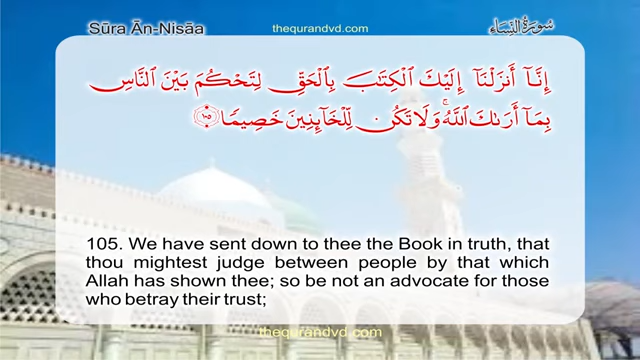 Sūra Ān-Nisāa
thequrandvd.com
سورة النساء
إِنَّآ أَنزَلْنَآ إِلَيْكَ ٱلْكِتَـٰبَ بِٱلْحَقِّ لِتَحْكُمَ بَيْنَ ٱلنَّاسِ
بِمَآ أَرَىٰكَ ٱللَّهُ ۚ وَلَا تَكُن لِّلْخَآئِنِينَ خَصِيمًا ١٠٥
105. We have sent down to thee the Book in truth, that
thou mightest judge between people by that which
Allah has shown thee; so be not an advocate for those
who betray their trust;
thequrandvd.com